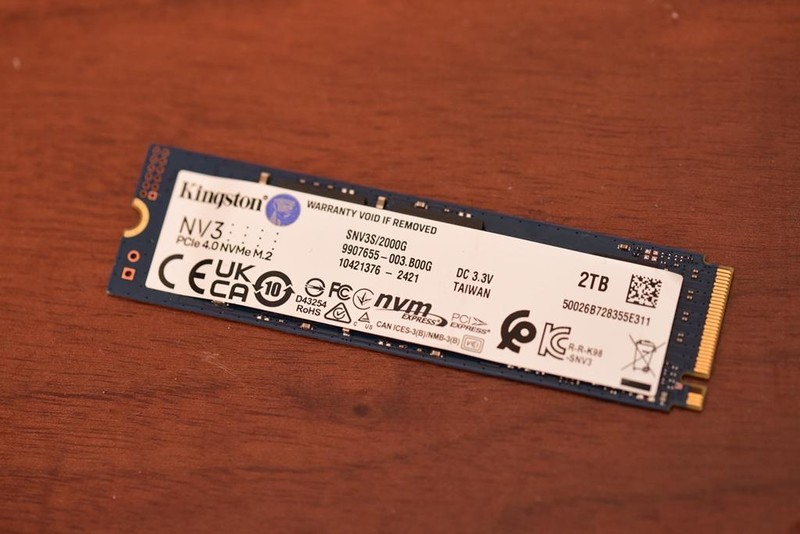 Kingston
WARRANTY VOID IF REMOVED
NV3
PCIe 4.0 NVMe M.2
SNV3S/2000G
9907655-003.B00G
10421376 - 2421
DC 3.3V
TAIWAN
2TB
50026B728355E311
CE
UK
CA
10
D43254
RoHS
FC
C US
nvm
EXPRESS
PCI
EXPRESS®
CAN ICES-3(B)/NMB-3(B)
R-R-K98
-SNV3